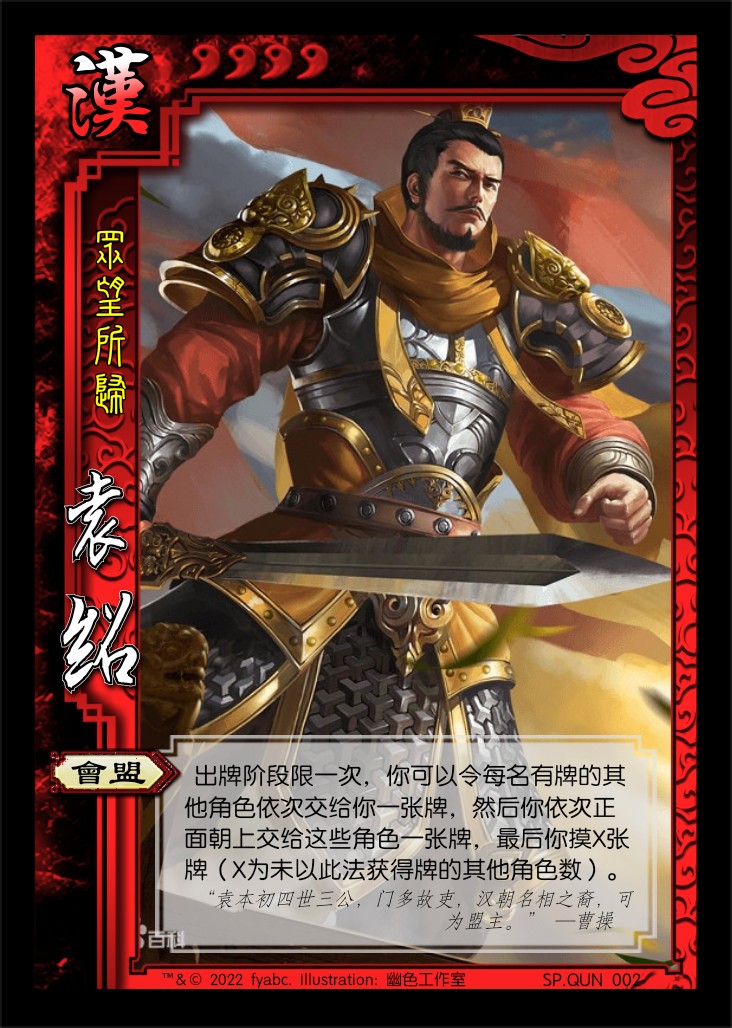 漢
眾望所歸
袁紹
會盟
出牌阶段限一次，你可以令每名有牌的其
他角色依次交给你一张牌，然后你依次正
面朝上交给这些角色一张牌，最后你摸X张
牌（X为未以此法获得牌的其他角色数）。
“袁本初四世三公，门多故吏，汉朝名相之裔，可
为盟主。” —曹操
百科
™&© 2022 fyabc. Illustration: 幽色工作室
SP.QUN 002